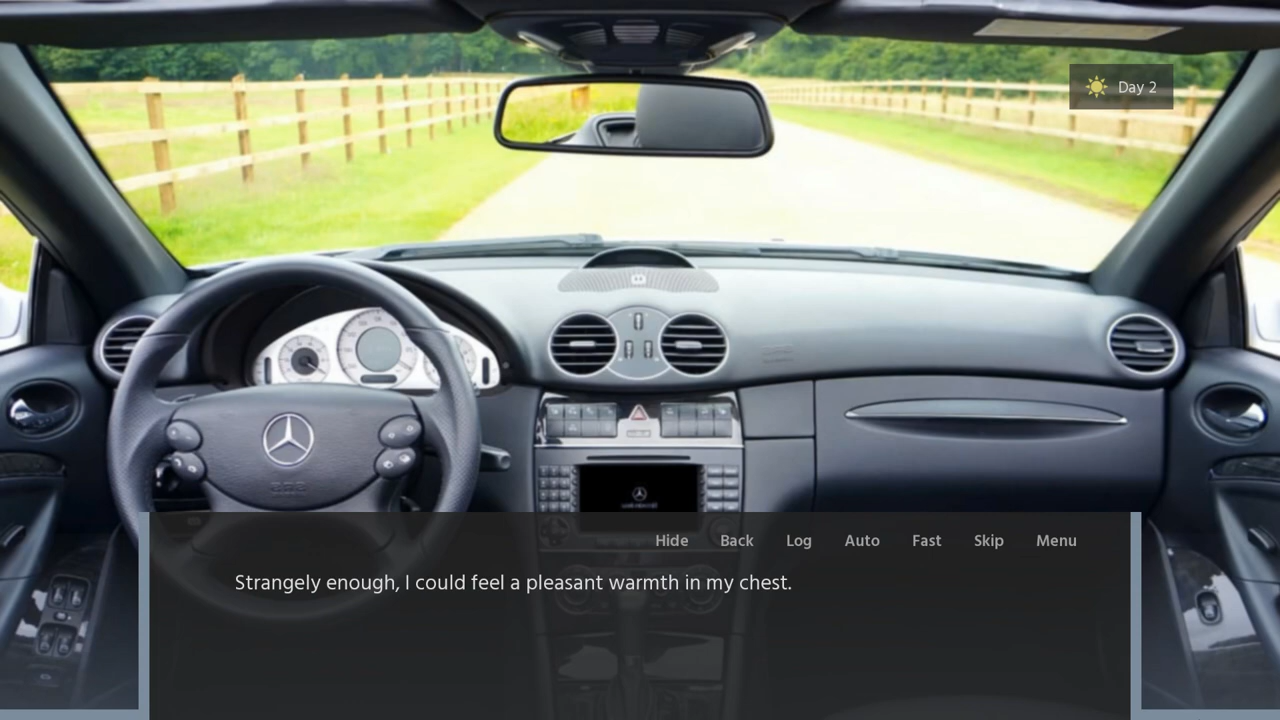 Day 2
Hide Back Log Auto Fast Skip Menu
Strangely enough, I could feel a pleasant warmth in my chest.